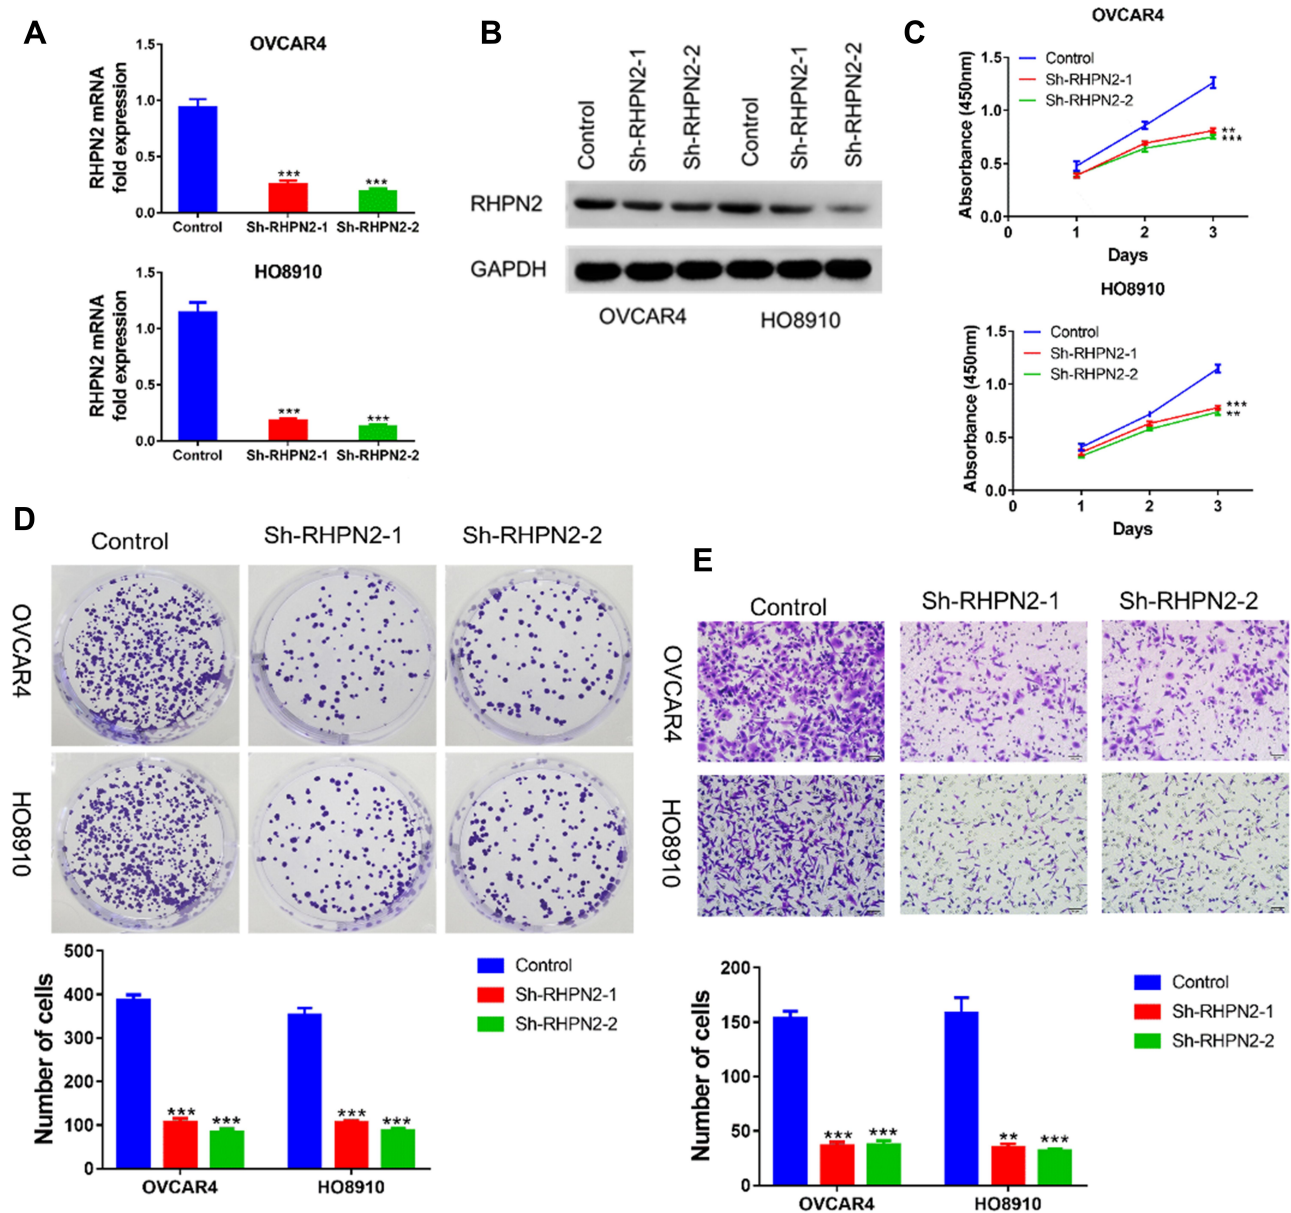 A
OVCAR4
RHPN2 mRNA
fold expression
1.5
1.0
0.5
0.0
***
***
Control
Sh-RHPN2-1
Sh-RHPN2-2
HO8910
RHPN2 mRNA
fold expression
1.5
1.0
0.5
0.0
***
***
Control
Sh-RHPN2-1
Sh-RHPN2-2
B
Control
Sh-RHPN2-1
Sh-RHPN2-2
Control
Sh-RHPN2-1
Sh-RHPN2-2
RHPN2
GAPDH
OVCAR4
HO8910
C
OVCAR4
Absorbance (450nm)
1.5
1.0
0.5
0.0
Control
Sh-RHPN2-1
Sh-RHPN2-2
**
***
0
1
2
3
Days
HO8910
Absorbance (450nm)
1.5
1.0
0.5
0.0
Control
Sh-RHPN2-1
Sh-RHPN2-2
***
**
0
1
2
3
Days
D
Control
Sh-RHPN2-1
Sh-RHPN2-2
OVCAR4
HO8910
Number of cells
500
400
300
200
100
0
***
***
***
***
OVCAR4
HO8910
Control
Sh-RHPN2-1
Sh-RHPN2-2
E
Control
Sh-RHPN2-1
Sh-RHPN2-2
OVCAR4
HO8910
Number of cells
200
150
100
50
0
***
***
**
***
OVCAR4
HO8910
Control
Sh-RHPN2-1
Sh-RHPN2-2